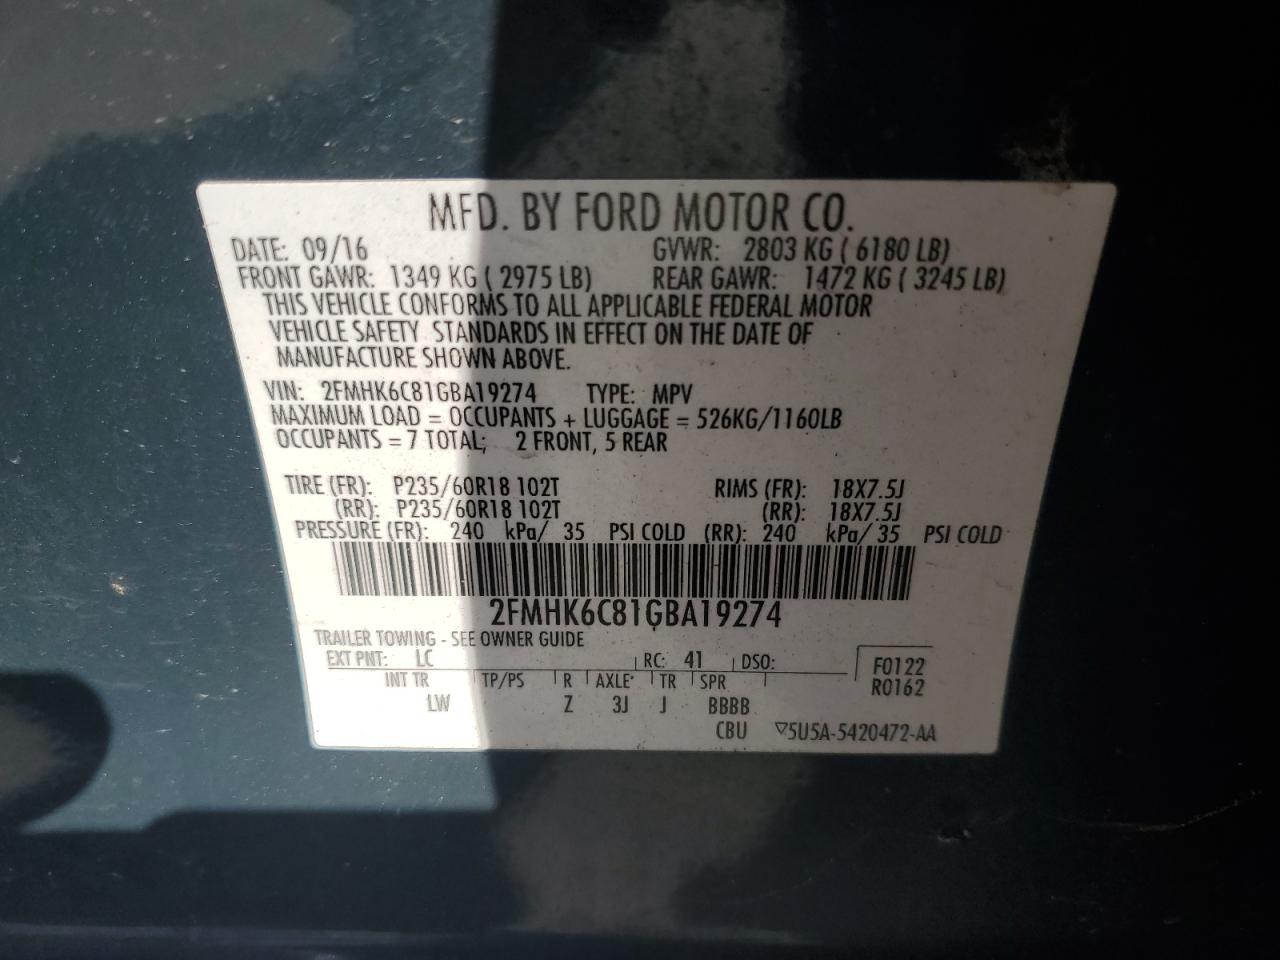 MFD. BY FORD MOTOR CO.
DATE: 09/16 GVWR: 2803 KG ( 6180 LB)
FRONT GAWR: 1349 KG ( 2975 LB) REAR GAWR: 1472 KG ( 3245 LB)
THIS VEHICLE CONFORMS TO ALL APPLICABLE FEDERAL MOTOR
VEHICLE SAFETY STANDARDS IN EFFECT ON THE DATE OF
MANUFACTURE SHOWN ABOVE.
VIN: 2FMHK6C81GBA19274 TYPE: MPV
MAXIMUM LOAD = OCCUPANTS + LUGGAGE = 526KG/1160LB
OCCUPANTS = 7 TOTAL; 2 FRONT, 5 REAR
TIRE (FR): P235/60R18 102T RIMS (FR): 18X7.5J
(RR): P235/60R18 102T (RR): 18X7.5J
PRESSURE (FR): 240 kPa/ 35 PSI COLD (RR): 240 kPa/ 35 PSI COLD
2FMHK6C81GBA19274
TRAILER TOWING - SEE OWNER GUIDE
EXT PNT: LC RC: 41 DSO: F0122
INT TR TP/PS R AXLE TR SPR R0162
LW Z 3J J BBBB
CBU ▽5U5A-5420472-AA